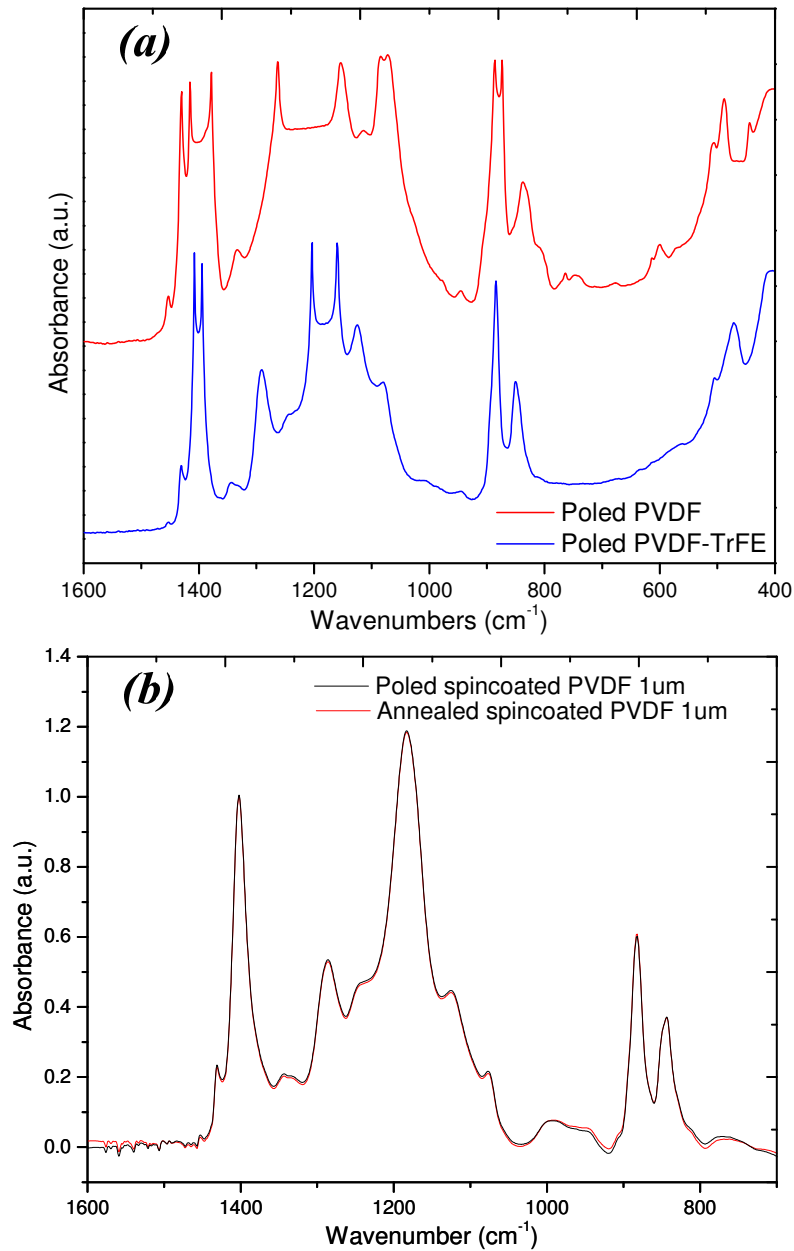 (a)
Absorbance (a.u.)
Poled PVDF
Poled PVDF-TrFE
1600 1400 1200 1000 800 600 400
Wavenumbers (cm-1)
(b)
1.4
1.2
1.0
0.8
0.6
0.4
0.2
0.0
Absorbance (a.u.)
Poled spincoated PVDF 1um
Annealed spincoated PVDF 1um
1600 1400 1200 1000 800
Wavenumber (cm-1)